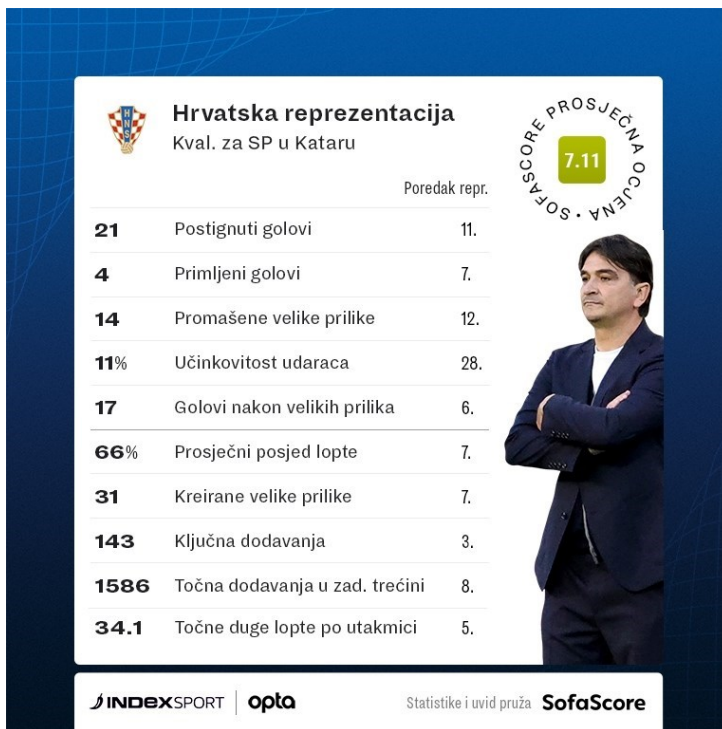 Hrvatska reprezentacija
Kval. za SP u Kataru
SOFASCORE PROSJEČNA OCJENA •
7.11
HNS
Poredak repr.
21 Postignuti golovi 11.
4 Primljeni golovi 7.
14 Promašene velike prilike 12.
11% Učinkovitost udaraca 28.
17 Golovi nakon velikih prilika 6.
66% Prosječni posjed lopte 7.
31 Kreirane velike prilike 7.
143 Ključna dodavanja 3.
1586 Točna dodavanja u zad. trećini 8.
34.1 Točne duge lopte po utakmici 5.
INDEXSPORT | opta Statistike i uvid pruža SofaScore